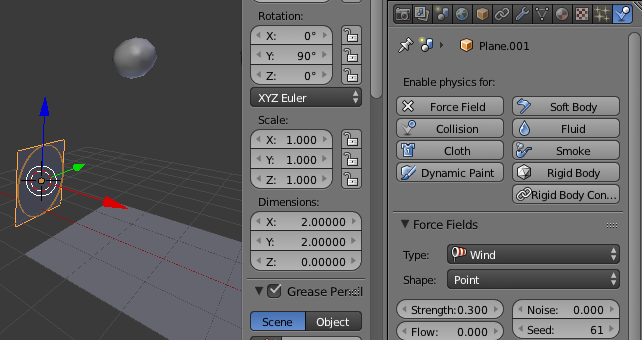 Rotation:
X: 0°
Y: 90°
Z: 0°
XYZ Euler
Scale:
X: 1.000
Y: 1.000
Z: 1.000
Dimensions:
X: 2.00000
Y: 2.00000
Z: 0.00000
Grease Pencil
Scene Object
Plane.001
Enable physics for:
Force Field Soft Body
Collision Fluid
Cloth Smoke
Dynamic Paint Rigid Body
Rigid Body Con...
Force Fields
Type: Wind
Shape: Point
Strength:0.300 Noise: 0.000
Flow: 0.000 Seed: 61